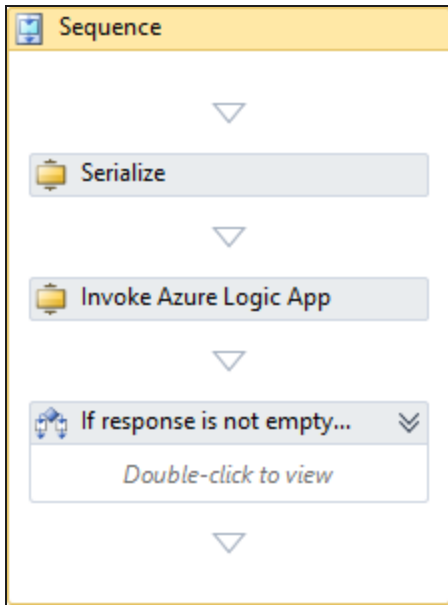 Sequence
Serialize
Invoke Azure Logic App
If response is not empty...
Double-click to view